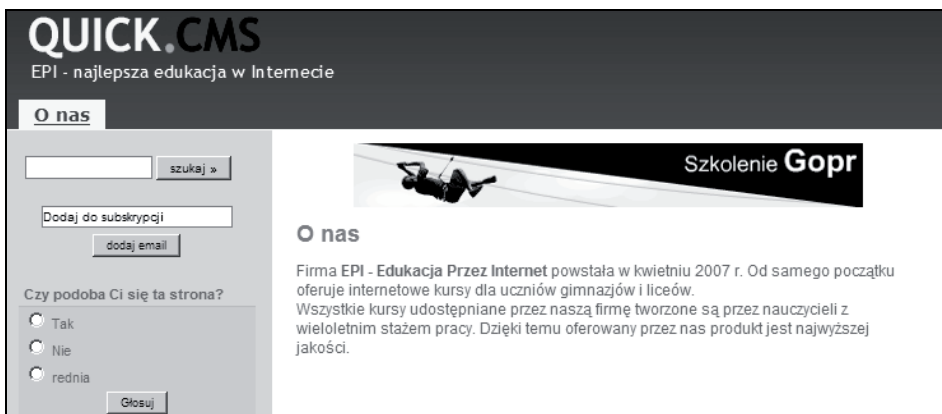 QUICK.CMS
EPI - najlepsza edukacja w Internecie
O nas
szukaj »
Dodaj do subskrypcji
dodaj email
Czy podoba Ci się ta strona?
Tak
Nie
rednia
Głosuj
Szkolenie Gopr
O nas
Firma EPI - Edukacja Przez Internet powstała w kwietniu 2007 r. Od samego początku
oferuje internetowe kursy dla uczniów gimnazjów i liceów.
Wszystkie kursy udostępniane przez naszą firmę tworzone są przez nauczycieli z
wieloletnim stażem pracy. Dzięki temu oferowany przez nas produkt jest najwyższej
jakości.